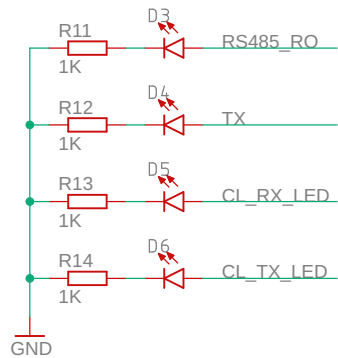 R11 D3 RS485_RO
1K
R12 D4 TX
1K
R13 D5 CL_RX_LED
1K
R14 D6 CL_TX_LED
1K
GND